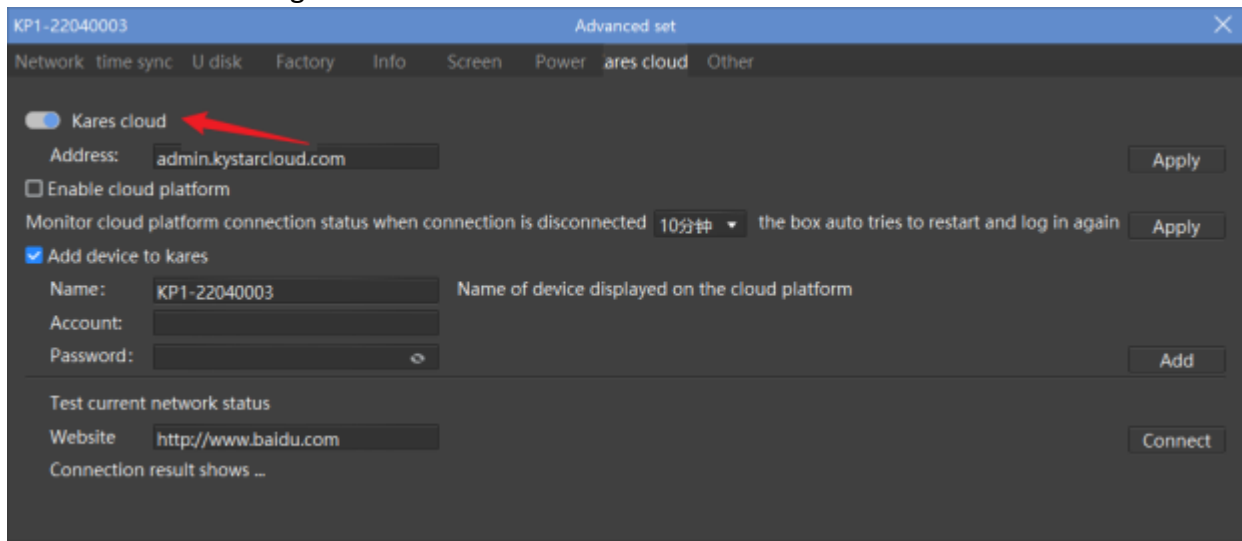 KP1-22040003 Advanced set
Network time sync U disk Factory Info Screen Power ares cloud Other
Kares cloud
Address: admin.kystarcloud.com Apply
Enable cloud platform
Monitor cloud platform connection status when connection is disconnected 10分钟 the box auto tries to restart and log in again Apply
Add device to kares
Name: KP1-22040003 Name of device displayed on the cloud platform
Account:
Password: Add
Test current network status
Website http://www.baidu.com Connect
Connection result shows ...